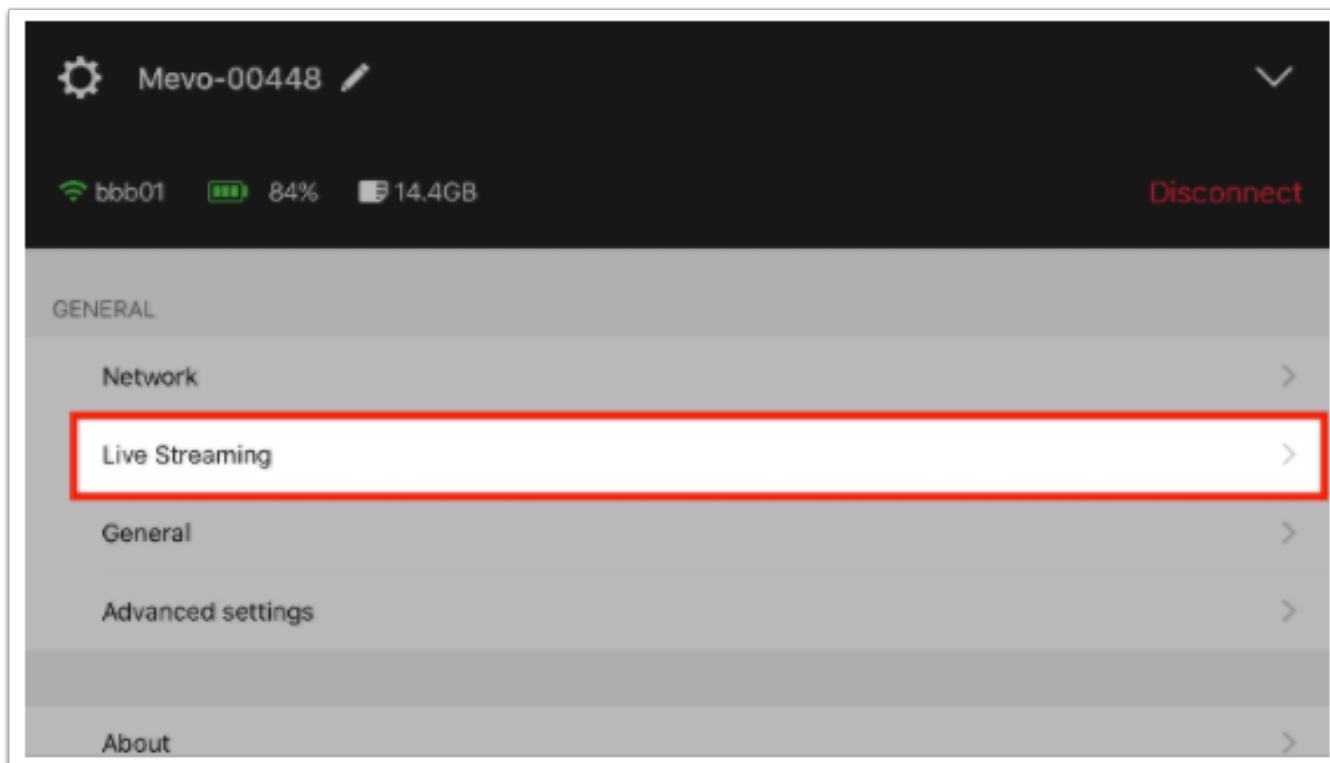 Mevo-00448
bbb01 84% 14.4GB Disconnect
GENERAL
Network
Live Streaming
General
Advanced settings
About